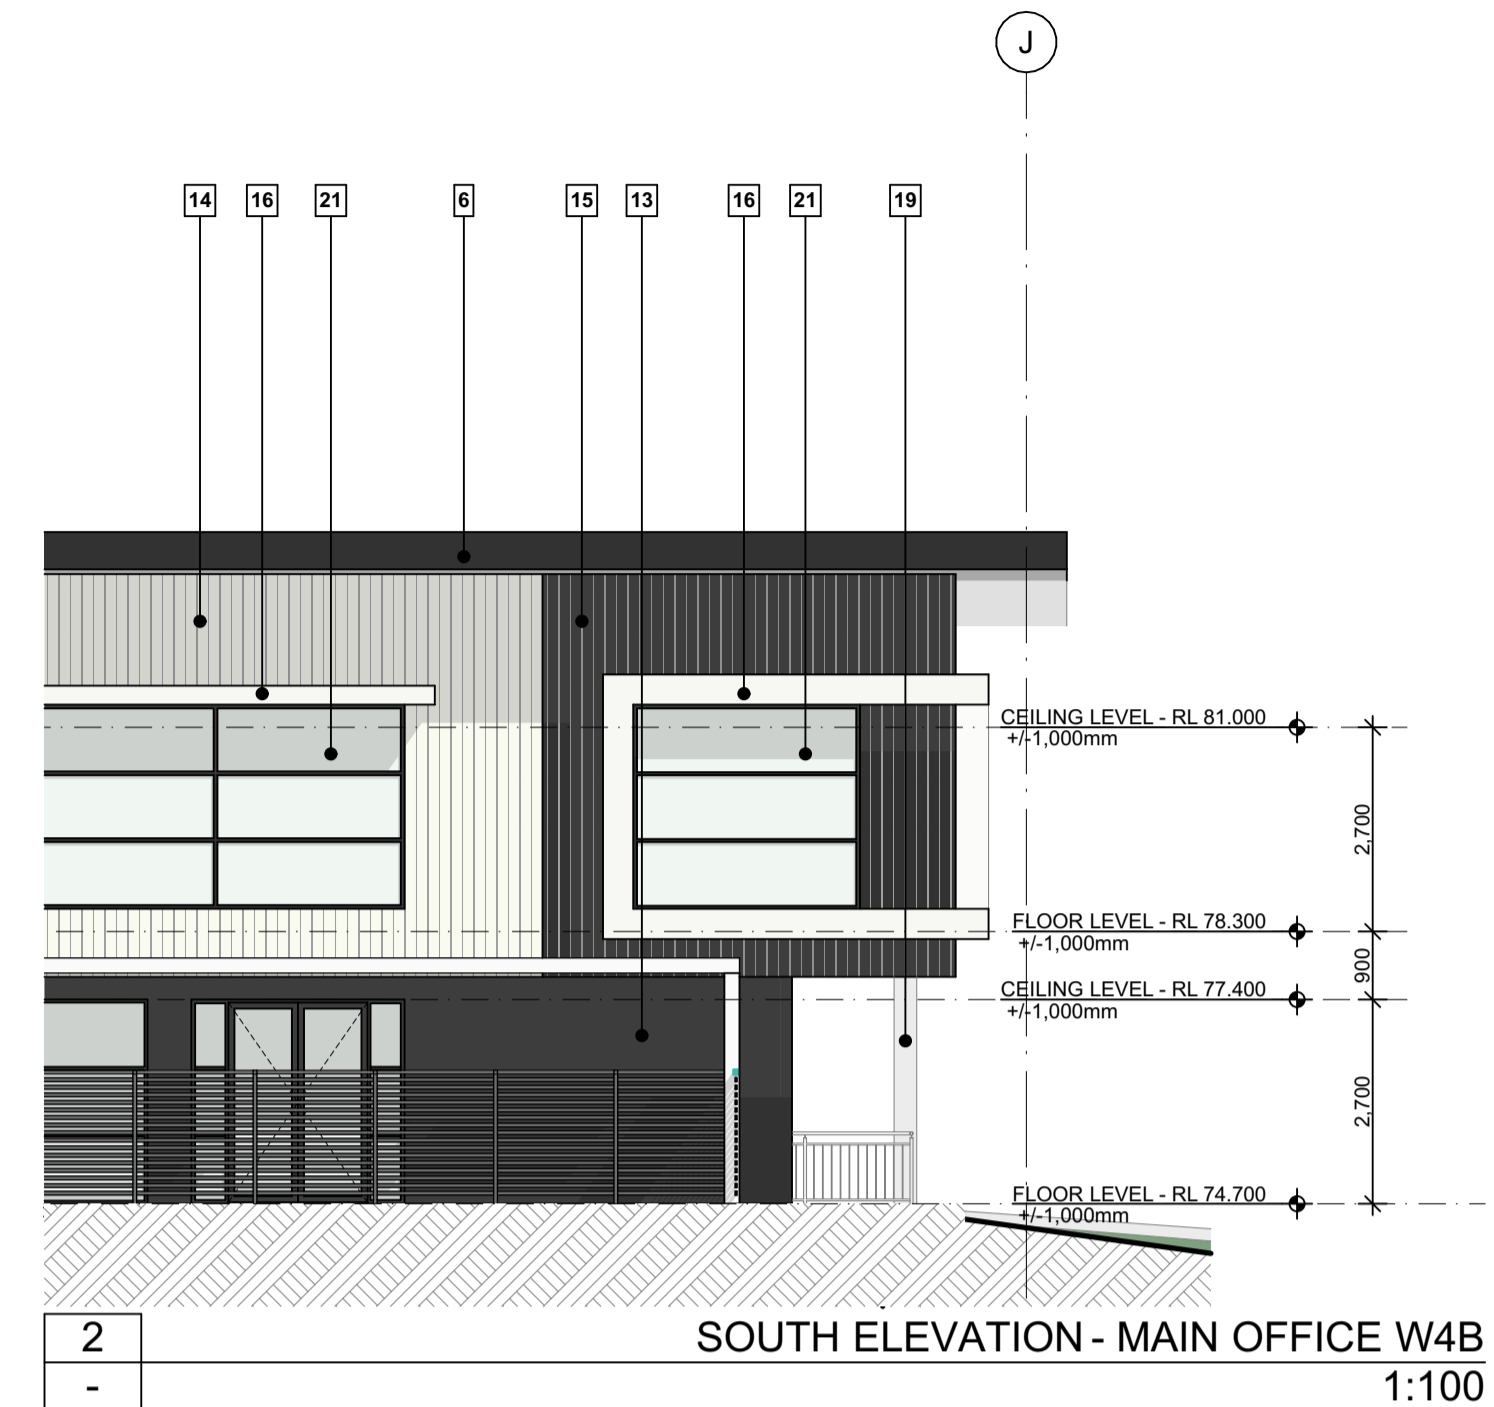 J
14 16 21 6 15 13 16 21 19
CEILING LEVEL - RL 81.000
+/-1,000mm
2,700
FLOOR LEVEL - RL 78.300
+/-1,000mm
900
CEILING LEVEL - RL 77.400
+/-1,000mm
2,700
FLOOR LEVEL - RL 74.700
+/-1,000mm
2
SOUTH ELEVATION - MAIN OFFICE W4B
-
1:100